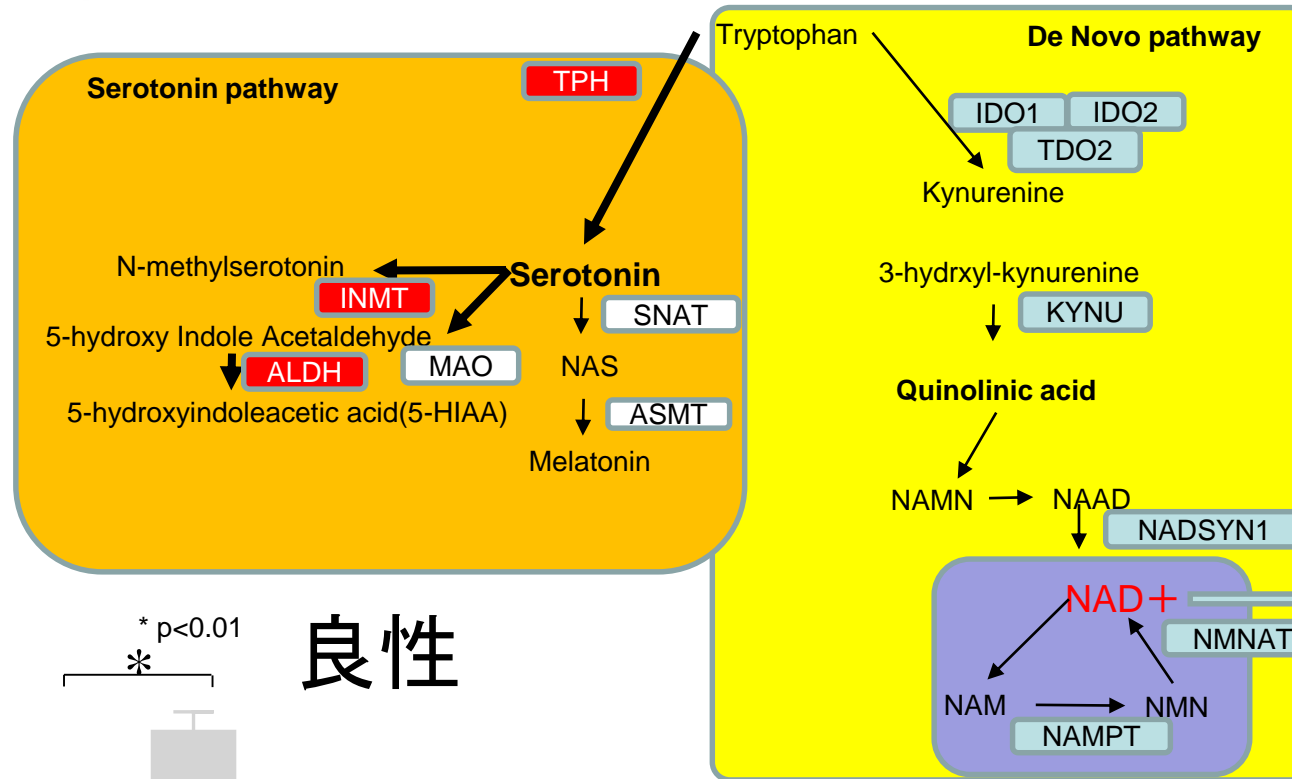 Tryptophan
De Novo pathway
Serotonin pathway
TPH
IDO1
IDO2
TDO2
Kynurenine
N-methylserotonin
Serotonin
3-hydrxyl-kynurenine
INMT
SNAT
KYNU
5-hydroxy Indole Acetaldehyde
MAO
NAS
ALDH
Quinolinic acid
5-hydroxyindoleacetic acid(5-HIAA)
ASMT
Melatonin
NAMN
NAAD
NADSYN1
NAD＋
NMNAT
* p<0.01
*
良性
NAM
NMN
NAMPT